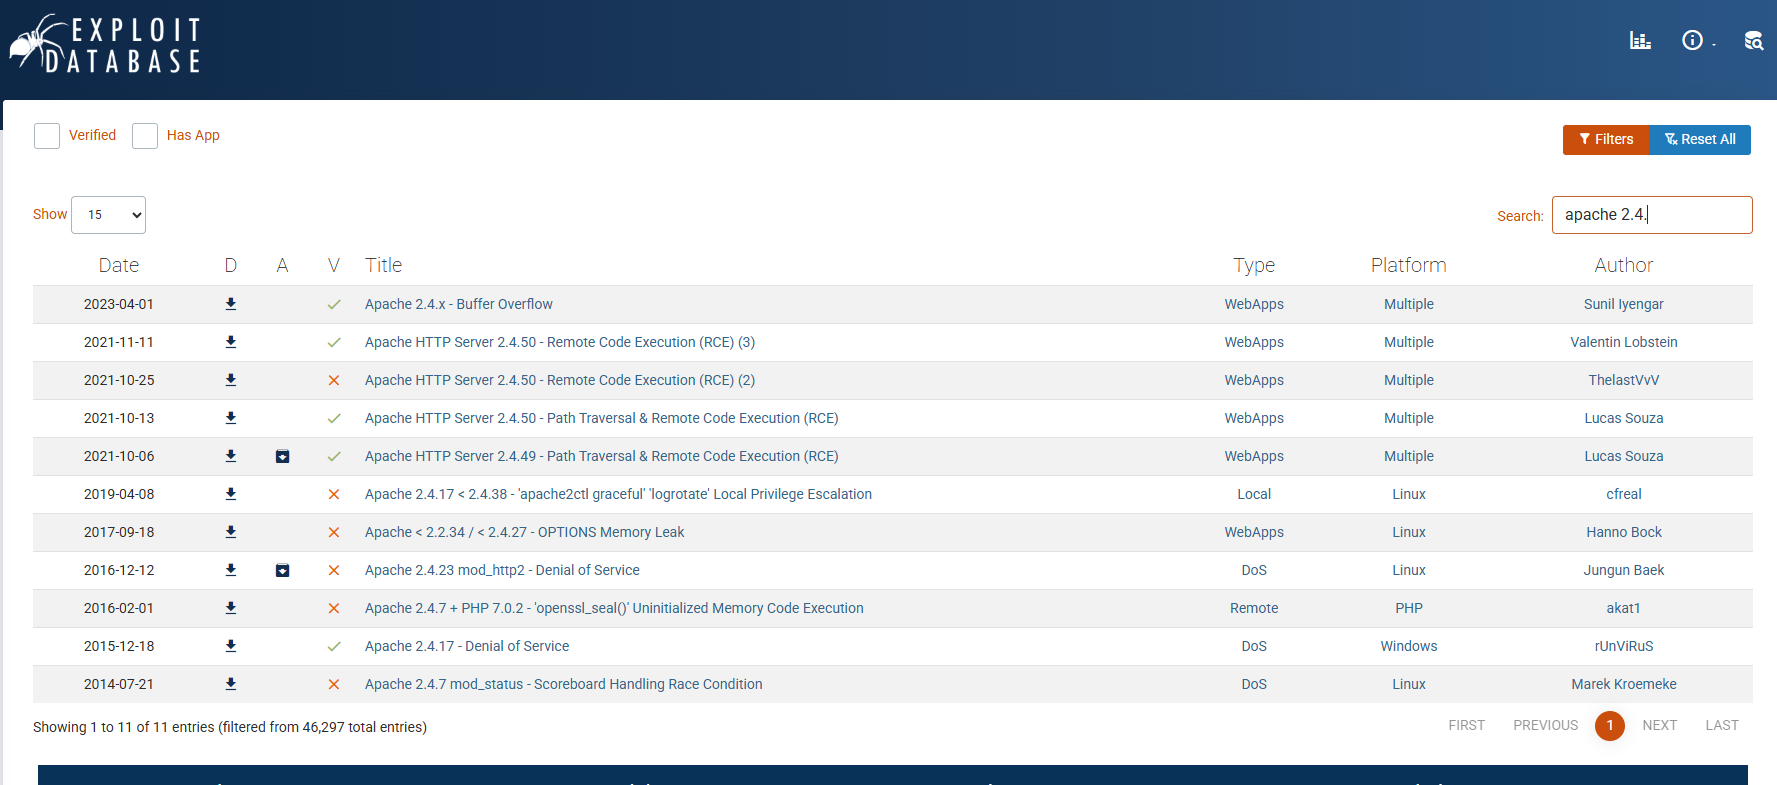 EXPLOIT
DATABASE
Verified Has App
Filters Reset All
Show 15 Search: apache 2.4.
Date D A V Title Type Platform Author
2023-04-01 Apache 2.4.x - Buffer Overflow WebApps Multiple Sunil Iyengar
2021-11-11 Apache HTTP Server 2.4.50 - Remote Code Execution (RCE) (3) WebApps Multiple Valentin Lobstein
2021-10-25 Apache HTTP Server 2.4.50 - Remote Code Execution (RCE) (2) WebApps Multiple ThelastVvV
2021-10-13 Apache HTTP Server 2.4.50 - Path Traversal & Remote Code Execution (RCE) WebApps Multiple Lucas Souza
2021-10-06 Apache HTTP Server 2.4.49 - Path Traversal & Remote Code Execution (RCE) WebApps Multiple Lucas Souza
2019-04-08 Apache 2.4.17 < 2.4.38 - 'apache2ctl graceful' 'logrotate' Local Privilege Escalation Local Linux cfreal
2017-09-18 Apache < 2.2.34 / < 2.4.27 - OPTIONS Memory Leak WebApps Linux Hanno Bock
2016-12-12 Apache 2.4.23 mod_http2 - Denial of Service DoS Linux Jungun Baek
2016-02-01 Apache 2.4.7 + PHP 7.0.2 - 'openssl_seal()' Uninitialized Memory Code Execution Remote PHP akat1
2015-12-18 Apache 2.4.17 - Denial of Service DoS Windows rUnViRuS
2014-07-21 Apache 2.4.7 mod_status - Scoreboard Handling Race Condition DoS Linux Marek Kroemeke
Showing 1 to 11 of 11 entries (filtered from 46,297 total entries) FIRST PREVIOUS 1 NEXT LAST